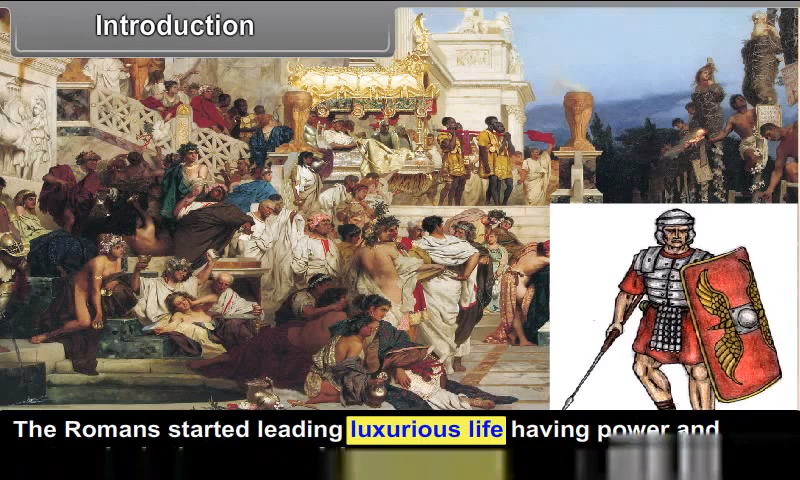 Introduction
The Romans started leading luxurious life having power and